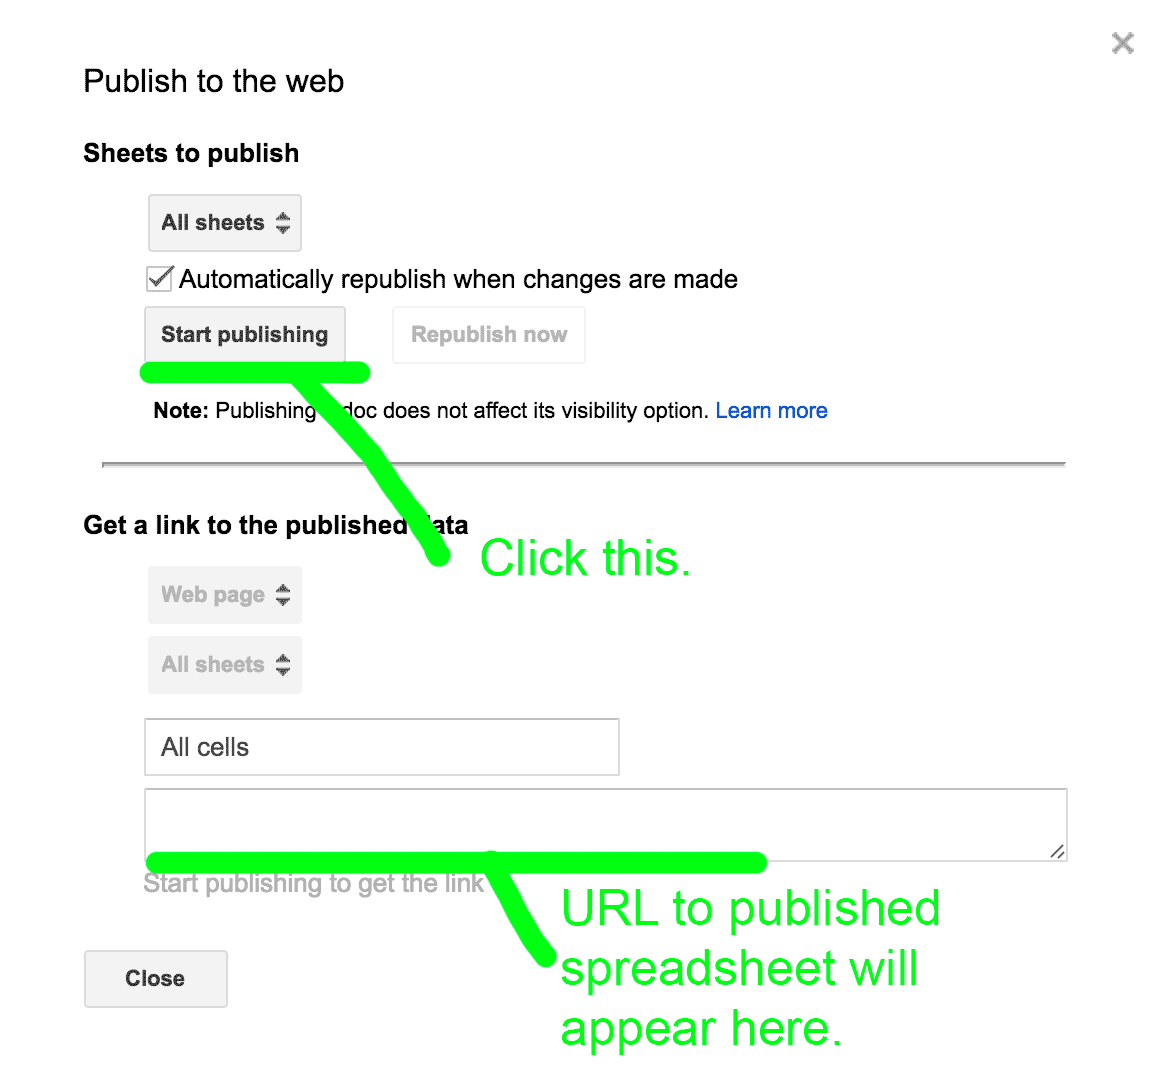 Publish to the web
Sheets to publish
All sheets
Automatically republish when changes are made
Start publishing
Republish now
Note: Publishing doc does not affect its visibility option. Learn more
Get a link to the published data
Click this.
Web page
All sheets
All cells
Start publishing to get the link
URL to published
spreadsheet will
appear here.
Close